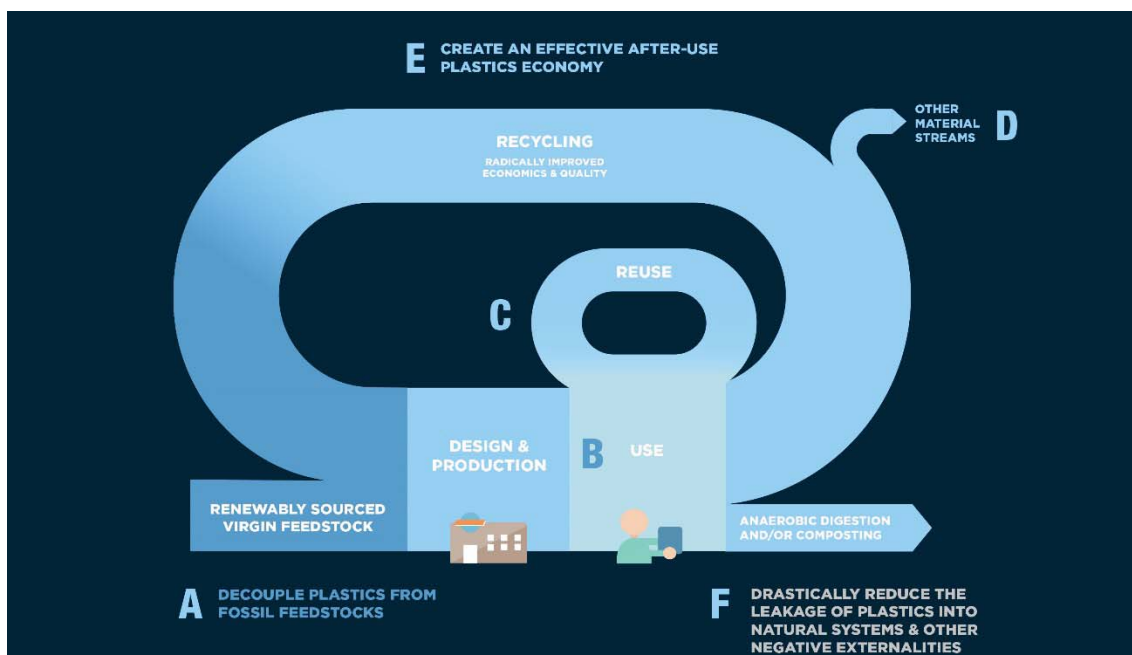 E CREATE AN EFFECTIVE AFTER-USE
PLASTICS ECONOMY
OTHER
MATERIAL
STREAMS
D
RECYCLING
RADICALLY IMPROVED
ECONOMICS & QUALITY
REUSE
C
DESIGN &
PRODUCTION
B
USE
RENEWABLY SOURCED
VIRGIN FEEDSTOCK
ANAEROBIC DIGESTION
AND/OR COMPOSTING
A DECOUPLE PLASTICS FROM
FOSSIL FEEDSTOCKS
F DRASTICALLY REDUCE THE
LEAKAGE OF PLASTICS INTO
NATURAL SYSTEMS & OTHER
NEGATIVE EXTERNALITIES